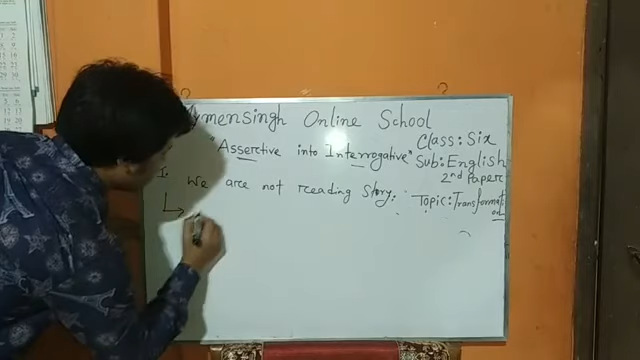 Mymensingh Online School
"Assertive into Interrogative"
Class: Six
Sub: English
2nd Paper
Topic: Transformation
1. We are not reading story.